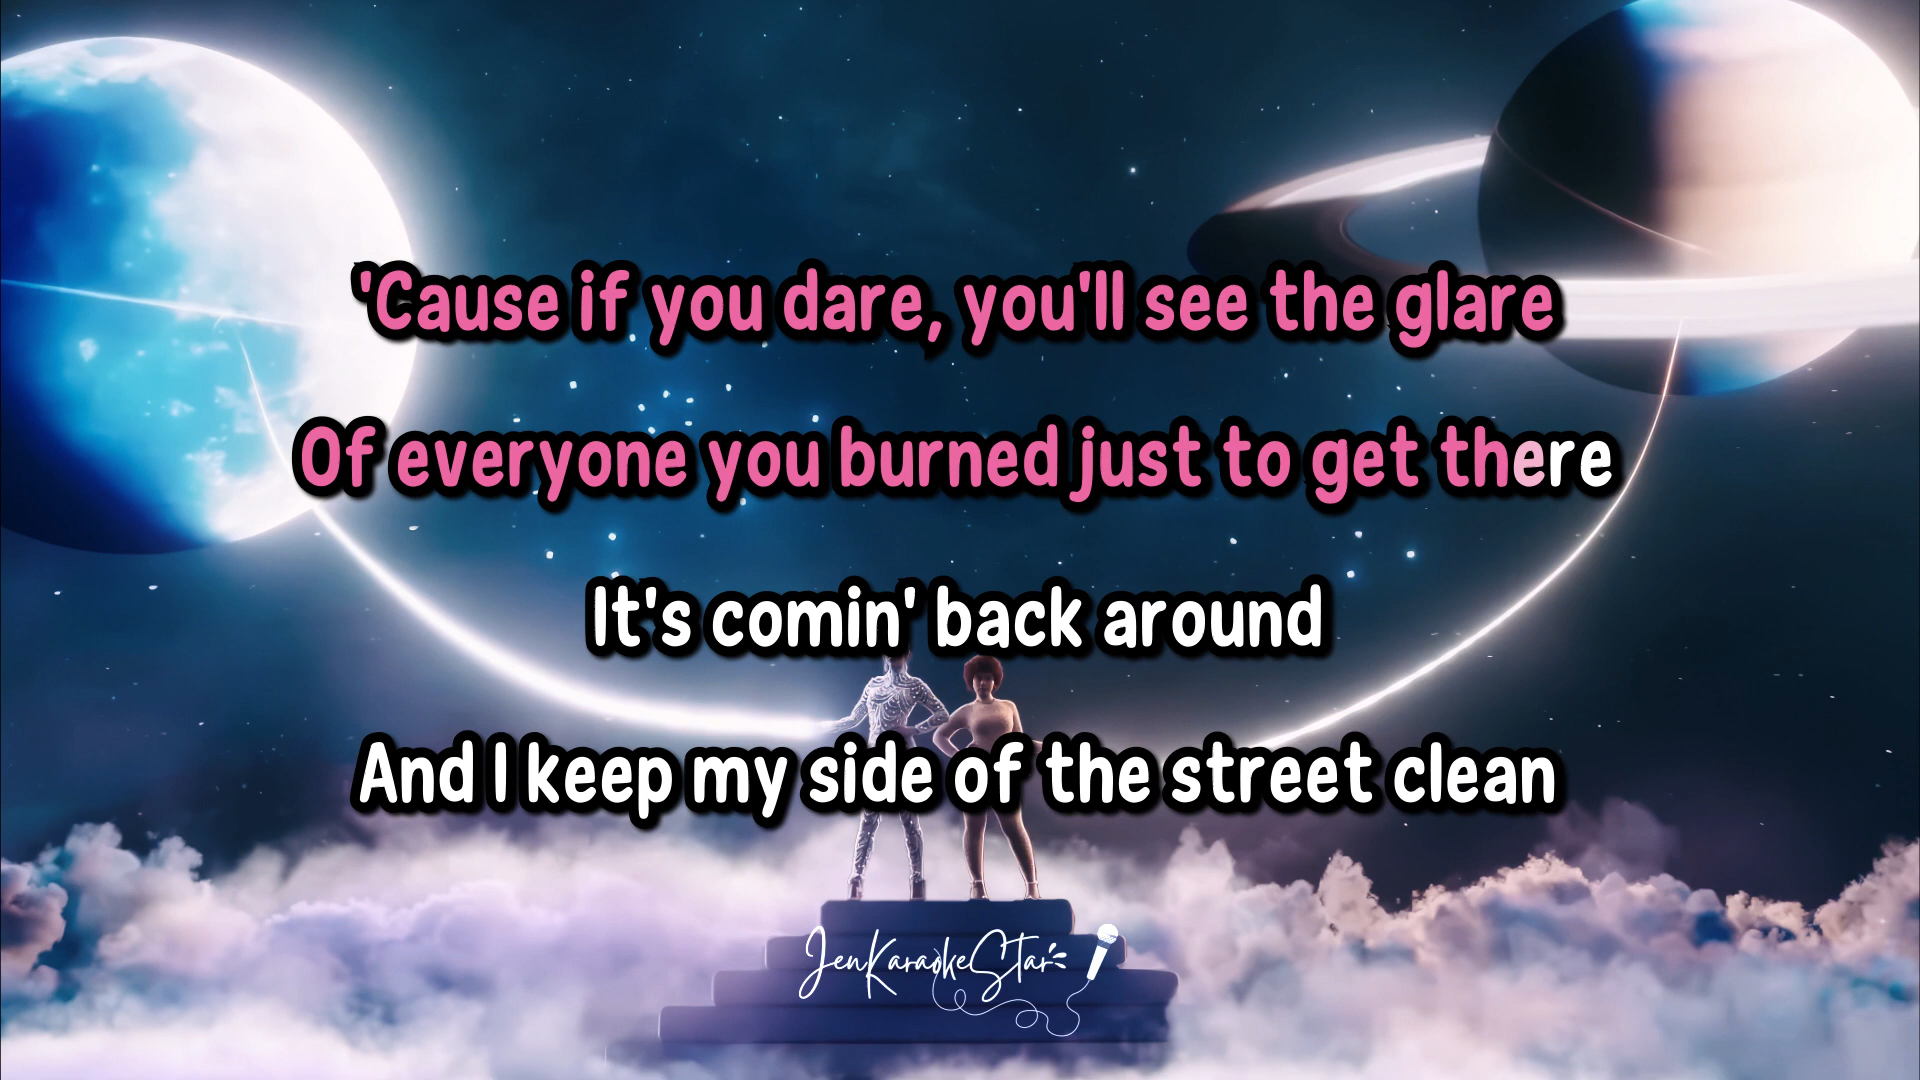 'Cause if you dare, you'll see the glare
Of everyone you burned just to get there
It's comin' back around
And I keep my side of the street clean
JenKaraokeStar